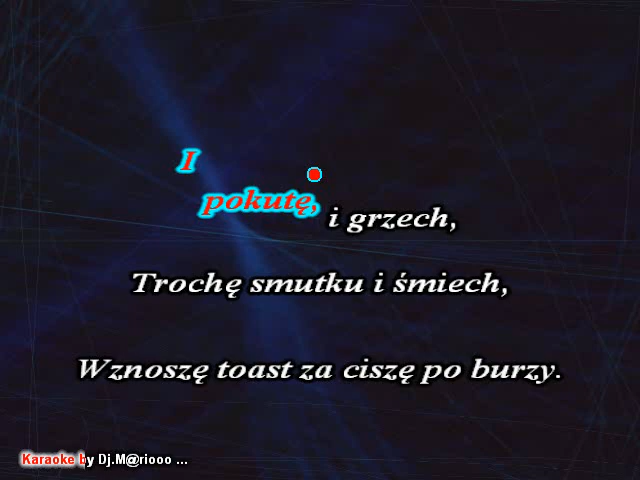 I pokutę, i grzech,
Trochę smutku i śmiech,
Wznoszę toast za ciszę po burzy.
Karaoke by Dj.M@riooo ...